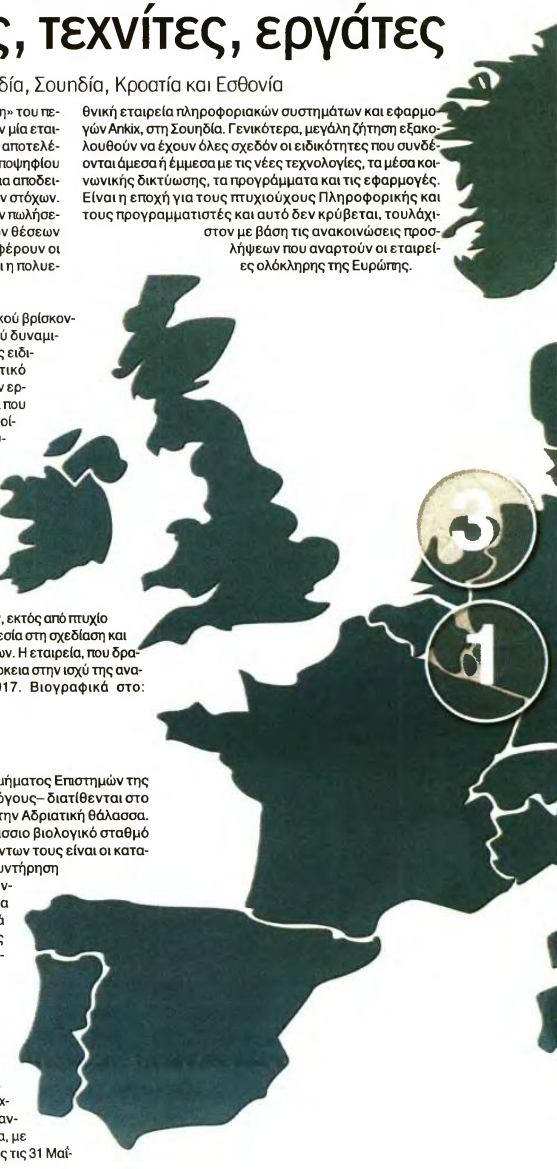 ς, τεχνίτες, εργάτες
δία, Σουηδία, Κροατία και Εσθονία
η» του πε-
ν μία εται-
αποτελέ-
ποψηφίου
ια αποδει-
ν στόχων.
ν πωλήσε-
ν θέσεων
φέρουν οι
ι η πολυε-
θνική εταιρεία πληροφοριακών συστημάτων και εφαρμο-
γών Ankix, στη Σουηδία. Γενικότερα, μεγάλη ζήτηση εξακο-
λουθούν να έχουν όλες σχεδόν οι ειδικότητες που συνδέ-
ονται άμεσα ή έμμεσα με τις νέες τεχνολογίες, τα μέσα κοι-
νωνικής δικτύωσης, τα προγράμματα και τις εφαρμογές.
Είναι η εποχή για τους πτυχιούχους Πληροφορικής και
τους προγραμματιστές και αυτό δεν κρύβεται, τουλάχι-
στον με βάση τις ανακοινώσεις προσ-
λήψεων που αναρτούν οι εταιρεί-
ες ολόκληρης της Ευρώπης.
κού βρίσκον-
ύ δυναμι-
ς ειδι-
τικό
ν ερ-
που
οί-
υ-
, εκτός από πτυχίο
εσία στη σχεδίαση και
ων. Η εταιρεία, που δρα-
ρκεια στην ισχύ της ανα-
017. Βιογραφικά στο:
μήματος Επιστημών της
όγους– διατίθενται στο
την Αδριατική θάλασσα.
άσσιο βιολογικό σταθμό
ντων τους είναι οι κατα-
υντήρηση
ν-
α
ά
ς
-
χ-
αν-
α, με
ς τις 31 Μαΐ-
3
1